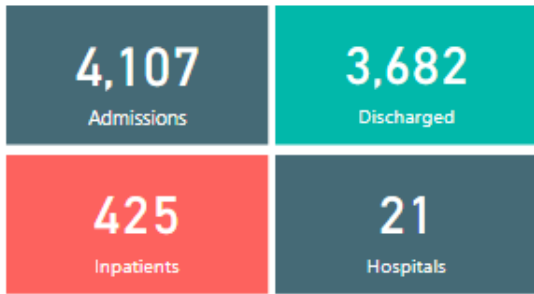 4,107
Admissions
3,682
Discharged
425
Inpatients
21
Hospitals